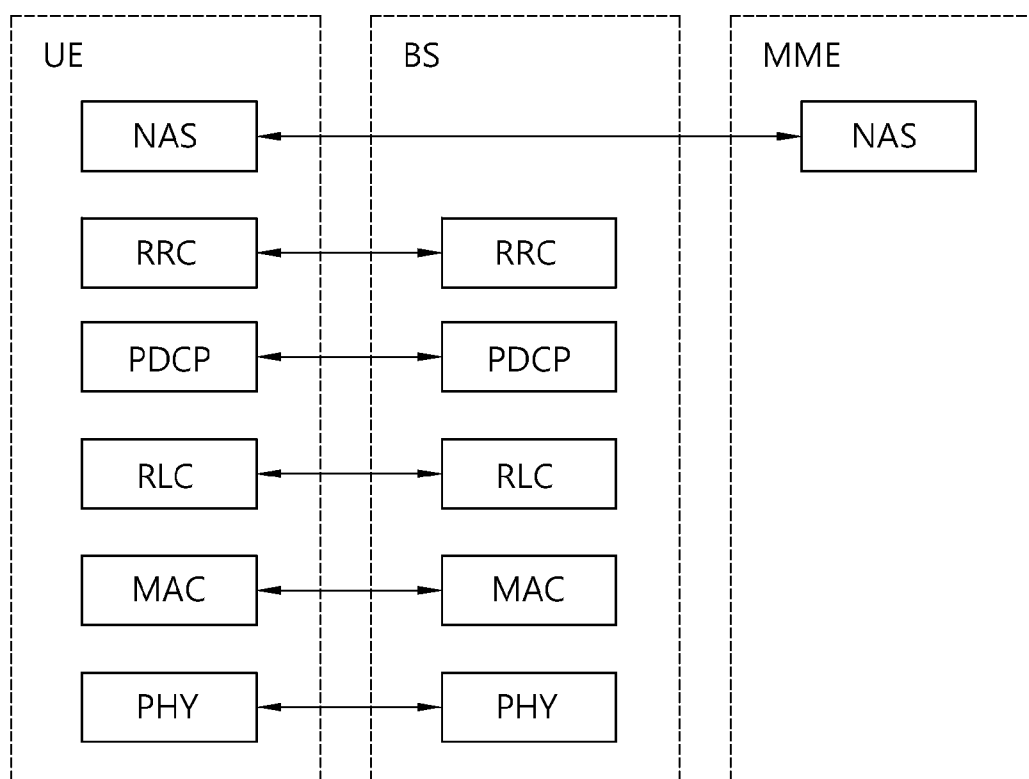 UE BS MME
NAS NAS
RRC RRC
PDCP PDCP
RLC RLC
MAC MAC
PHY PHY